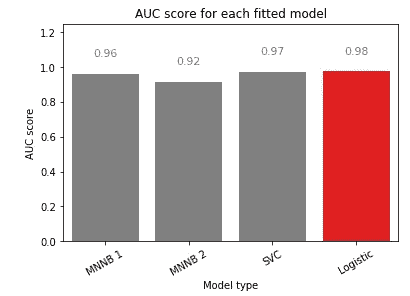 AUC score for each fitted model
1.2
1.0
0.8
0.6
0.4
0.2
0.0
AUC score
0.96
0.92
0.97
0.98
MNNB 1
MNNB 2
SVC
Logistic
Model type